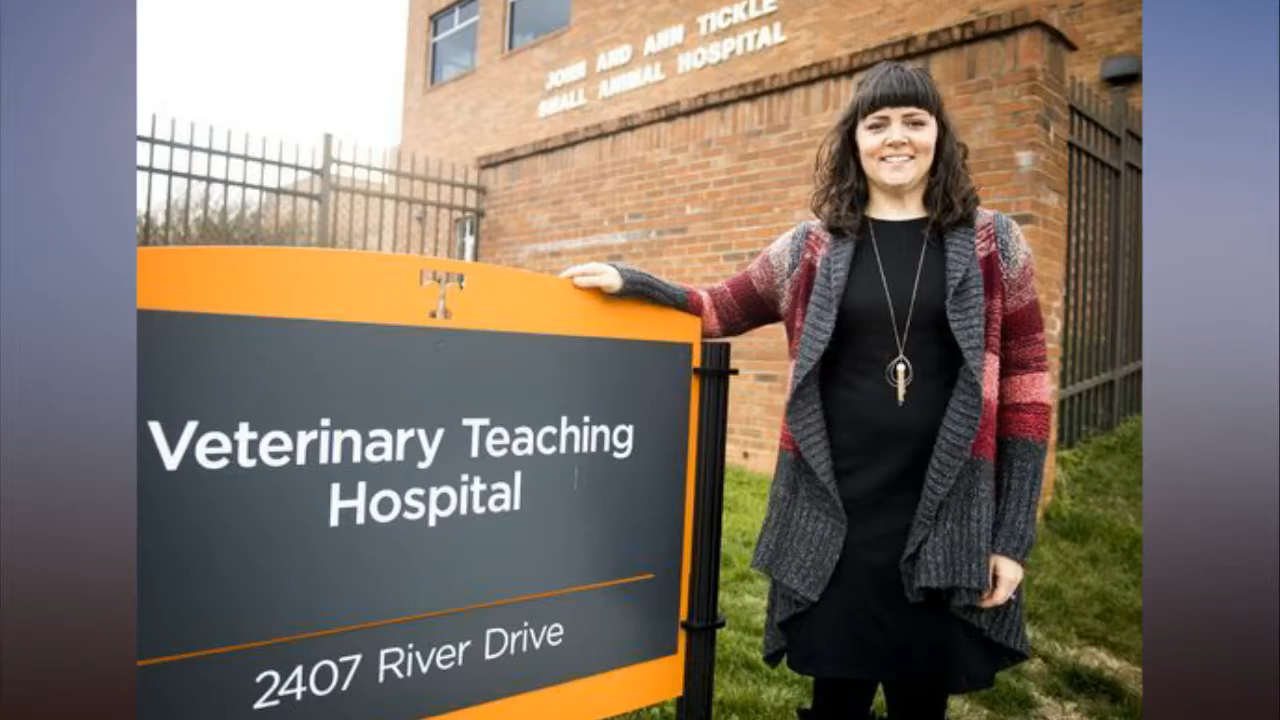 JOHN AND ANN TICKLE
SMALL ANIMAL HOSPITAL
T
Veterinary Teaching
Hospital
2407 River Drive